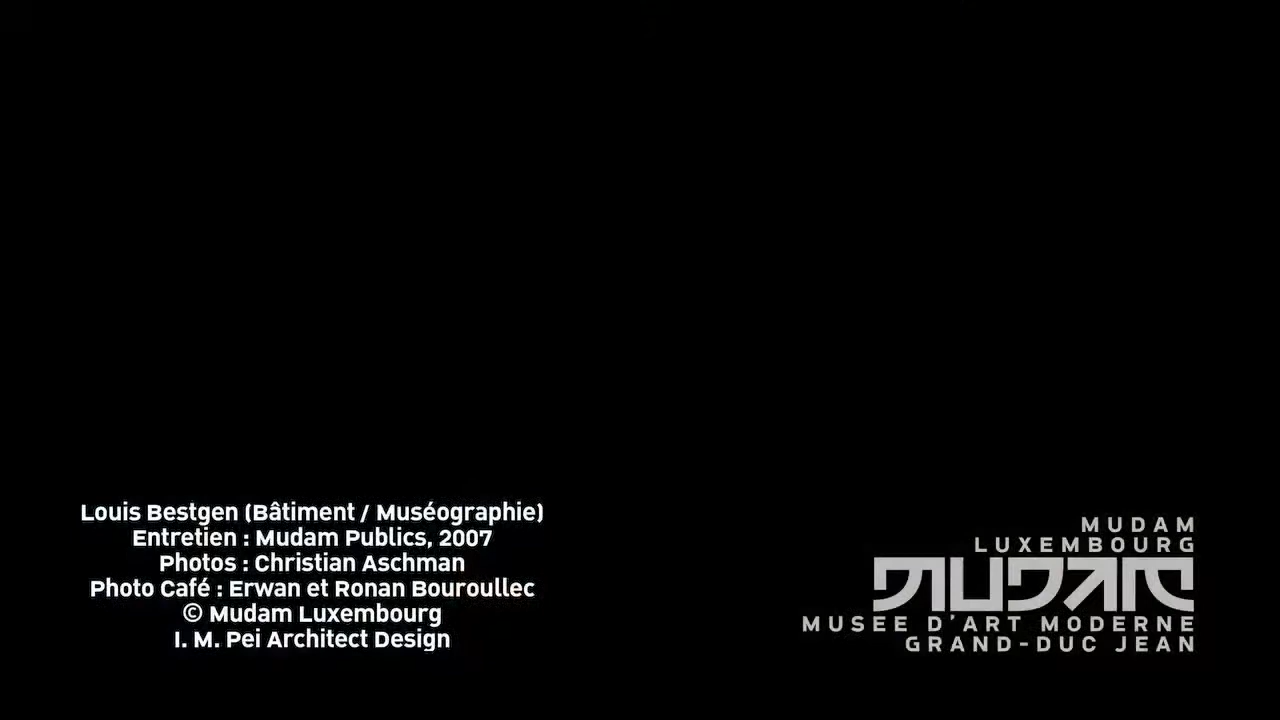 Louis Bestgen (Bâtiment / Muséographie)
Entretien : Mudam Publics, 2007
Photos : Christian Aschman
Photo Café : Erwan et Ronan Bouroullec
© Mudam Luxembourg
I. M. Pei Architect Design
MUDAM
LUXEMBOURG
MUDAM
MUSEE D'ART MODERNE
GRAND-DUC JEAN